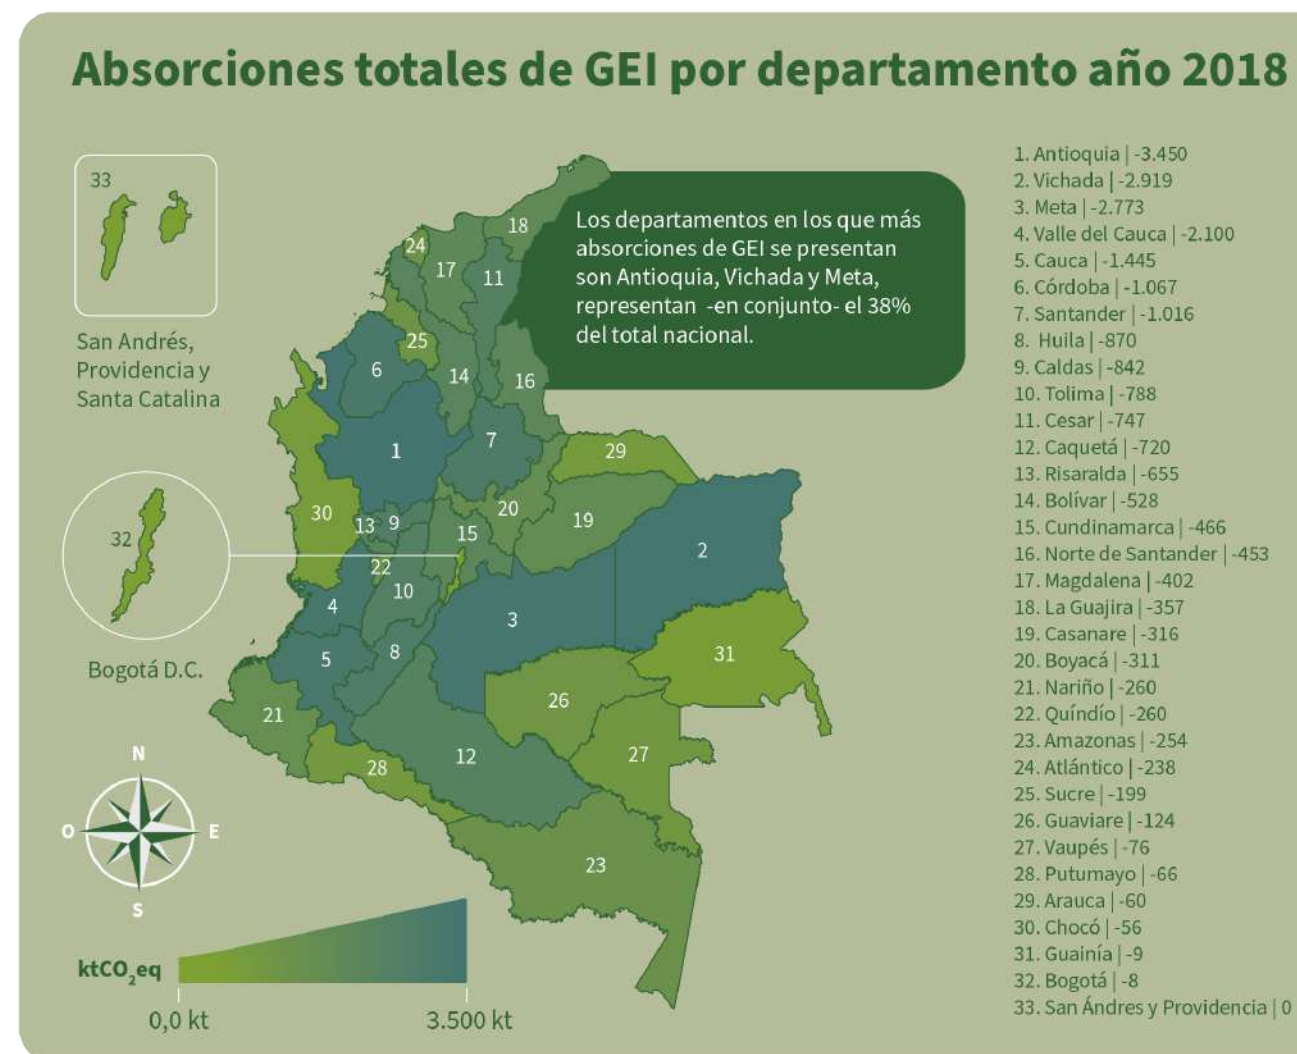 Absorciones totales de GEI por departamento año 2018
33
San Andrés,
Providencia y
Santa Catalina
32
Bogotá D.C.
Los departamentos en los que más
absorciones de GEI se presentan
son Antioquia, Vichada y Meta,
representan -en conjunto- el 38%
del total nacional.
18
24
17
11
25
6
14
16
1
7
29
30
13
9
20
19
15
2
22
10
4
3
5
8
31
21
26
12
27
28
23
N
O
E
S
ktCO₂eq
0,0 kt
3.500 kt
1. Antioquia | -3.450
2. Vichada | -2.919
3. Meta | -2.773
4. Valle del Cauca | -2.100
5. Cauca | -1.445
6. Córdoba | -1.067
7. Santander | -1.016
8. Huila | -870
9. Caldas | -842
10. Tolima | -788
11. Cesar | -747
12. Caquetá | -720
13. Risaralda | -655
14. Bolívar | -528
15. Cundinamarca | -466
16. Norte de Santander | -453
17. Magdalena | -402
18. La Guajira | -357
19. Casanare | -316
20. Boyacá | -311
21. Nariño | -260
22. Quíndío | -260
23. Amazonas | -254
24. Atlántico | -238
25. Sucre | -199
26. Guaviare | -124
27. Vaupés | -76
28. Putumayo | -66
29. Arauca | -60
30. Chocó | -56
31. Guainía | -9
32. Bogotá | -8
33. San Ándres y Providencia | 0